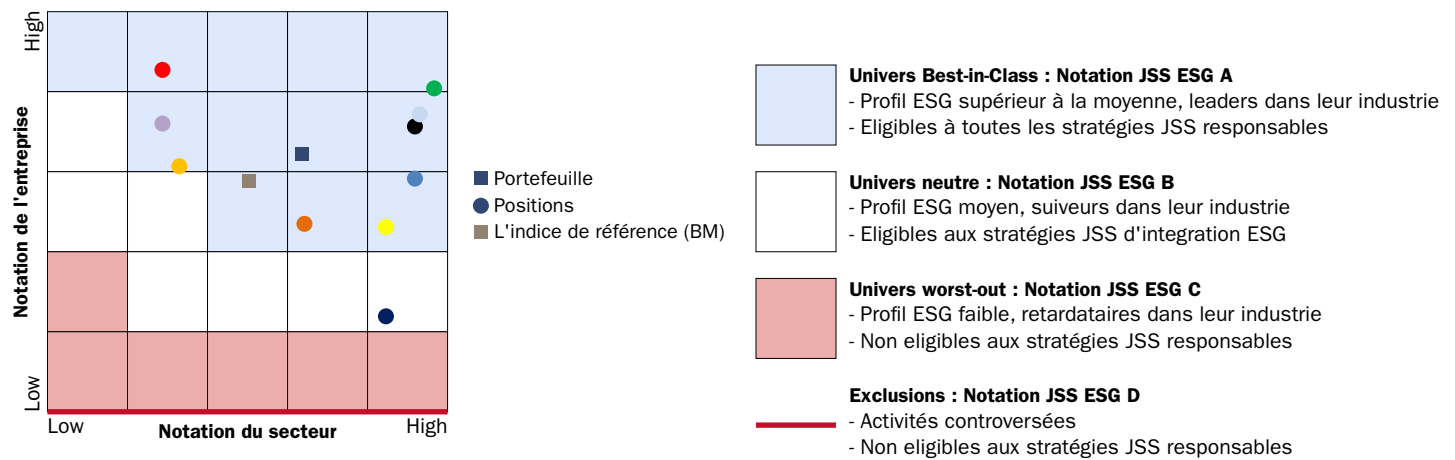 High
Notation de l'entreprise
Low
Low
Notation du secteur
High
Portefeuille
Positions
L'indice de référence (BM)
Univers Best-in-Class : Notation JSS ESG A
- Profil ESG supérieur à la moyenne, leaders dans leur industrie
- Eligibles à toutes les stratégies JSS responsables
Univers neutre : Notation JSS ESG B
- Profil ESG moyen, suiveurs dans leur industrie
- Eligibles aux stratégies JSS d'integration ESG
Univers worst-out : Notation JSS ESG C
- Profil ESG faible, retardataires dans leur industrie
- Non eligibles aux stratégies JSS responsables
Exclusions : Notation JSS ESG D
- Activités controversées
- Non eligibles aux stratégies JSS responsables